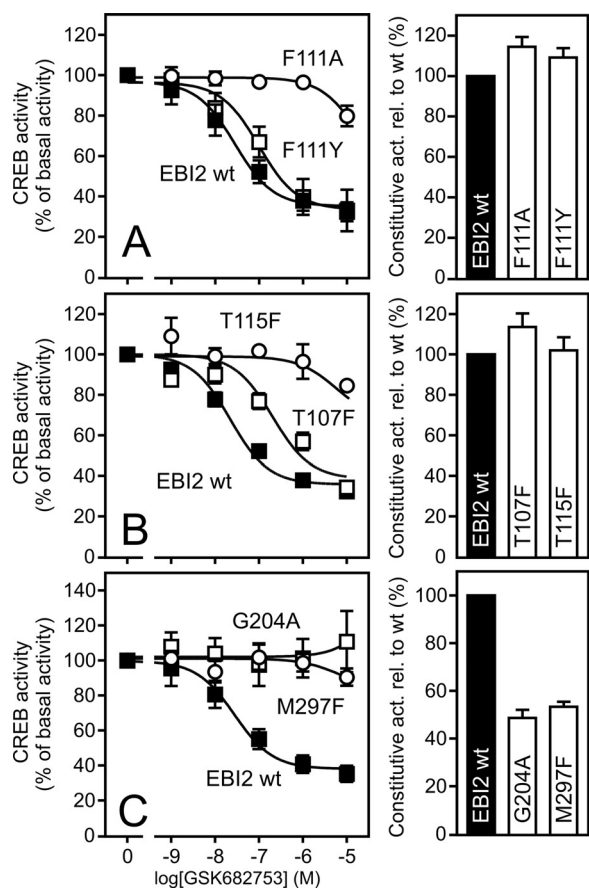 CREB activity
(% of basal activity)
120
100
80
60
40
20
0
F111A
F111Y
EBI2 wt
A
Constitutive act. rel. to wt (%)
120
100
80
60
40
20
0
EBI2 wt
F111A
F111Y
CREB activity
(% of basal activity)
120
100
80
60
40
20
0
T115F
T107F
EBI2 wt
B
Constitutive act. rel. to wt (%)
120
100
80
60
40
20
0
EBI2 wt
T107F
T115F
CREB activity
(% of basal activity)
140
120
100
80
60
40
20
0
G204A
M297F
EBI2 wt
C
0 -9 -8 -7 -6 -5
log[GSK682753] (M)
Constitutive act. rel. to wt (%)
100
80
60
40
20
0
EBI2 wt
G204A
M297F